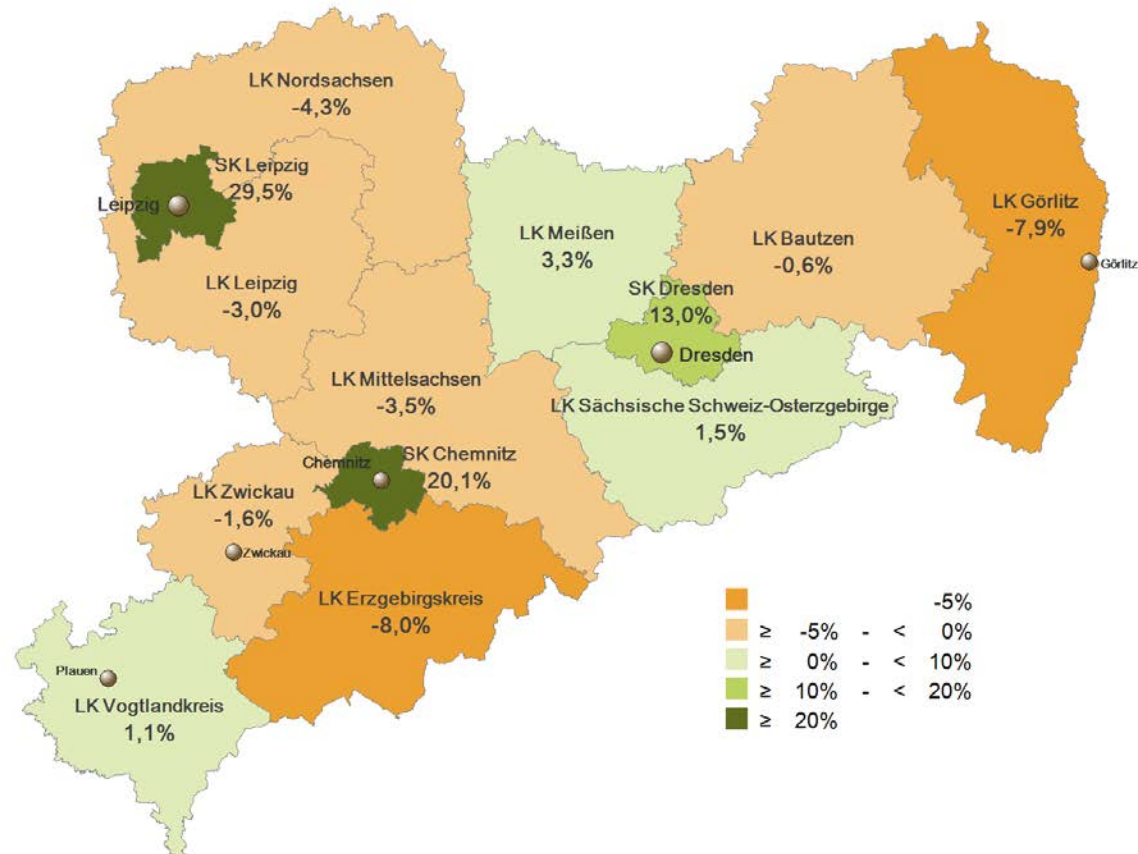 LK Nordsachsen
-4,3%
SK Leipzig
29,5%
Leipzig
LK Leipzig
-3,0%
LK Meißen
3,3%
LK Bautzen
-0,6%
LK Görlitz
-7,9%
Görlitz
SK Dresden
13,0%
Dresden
LK Mittelsachsen
-3,5%
LK Sächsische Schweiz-Osterzgebirge
1,5%
Chemnitz
SK Chemnitz
20,1%
LK Zwickau
-1,6%
Zwickau
LK Erzgebirgskreis
-8,0%
Plauen
LK Vogtlandkreis
1,1%
-5%
≥ -5% - < 0%
≥ 0% - < 10%
≥ 10% - < 20%
≥ 20%